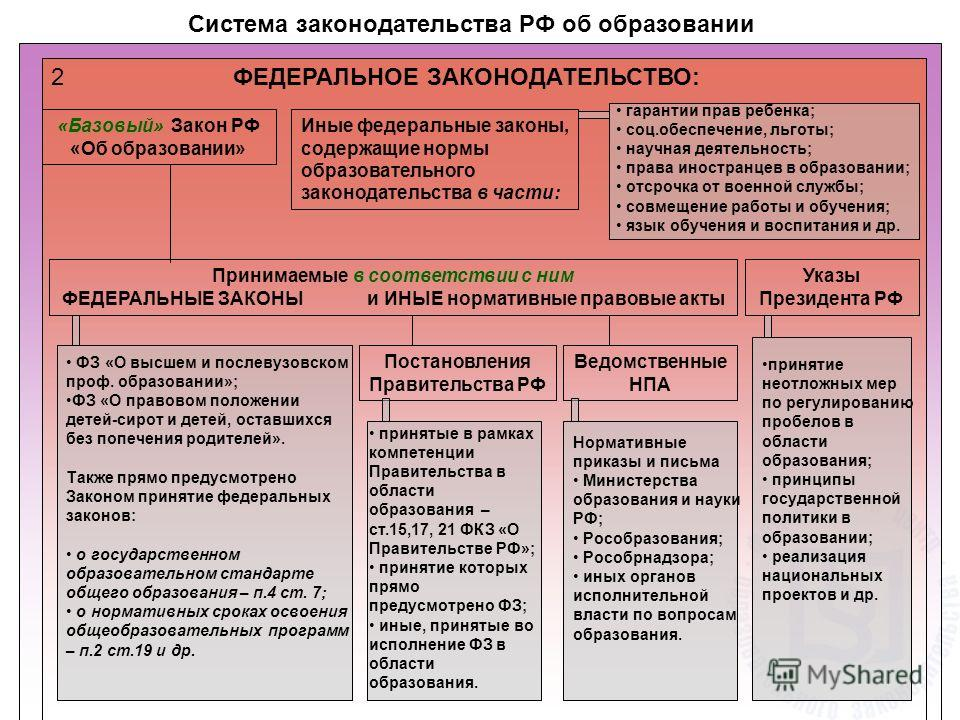 Система законодательства РФ об образовании
2 ФЕДЕРАЛЬНОЕ ЗАКОНОДАТЕЛЬСТВО:
«Базовый» Закон РФ
«Об образовании»
Иные федеральные законы,
содержащие нормы
образовательного
законодательства в части:
• гарантии прав ребенка;
• соц.обеспечение, льготы;
• научная деятельность;
• права иностранцев в образовании;
• отсрочка от военной службы;
• совмещение работы и обучения;
• язык обучения и воспитания и др.
Принимаемые в соответствии с ним
ФЕДЕРАЛЬНЫЕ ЗАКОНЫ и ИНЫЕ нормативные правовые акты
Указы
Президента РФ
• ФЗ «О высшем и послевузовском
проф. образовании»;
•ФЗ «О правовом положении
детей-сирот и детей, оставшихся
без попечения родителей».
Также прямо предусмотрено
Законом принятие федеральных
законов:
• о государственном
образовательном стандарте
общего образования – п.4 ст. 7;
• о нормативных сроках освоения
общеобразовательных программ
– п.2 ст.19 и др.
Постановления
Правительства РФ
• принятые в рамках
компетенции
Правительства в
области
образования –
ст.15,17, 21 ФКЗ «О
Правительстве РФ»;
• принятие которых
прямо
предусмотрено ФЗ;
• иные, принятые во
исполнение ФЗ в
области
образования.
Ведомственные
НПА
Нормативные
приказы и письма
• Министерства
образования и науки
РФ;
• Рособразования;
• Рособрнадзора;
• иных органов
исполнительной
власти по вопросам
образования.
•принятие
неотложных мер
по регулированию
пробелов в
области
образования;
• принципы
государственной
политики в
образовании;
• реализация
национальных
проектов и др.
MyShared